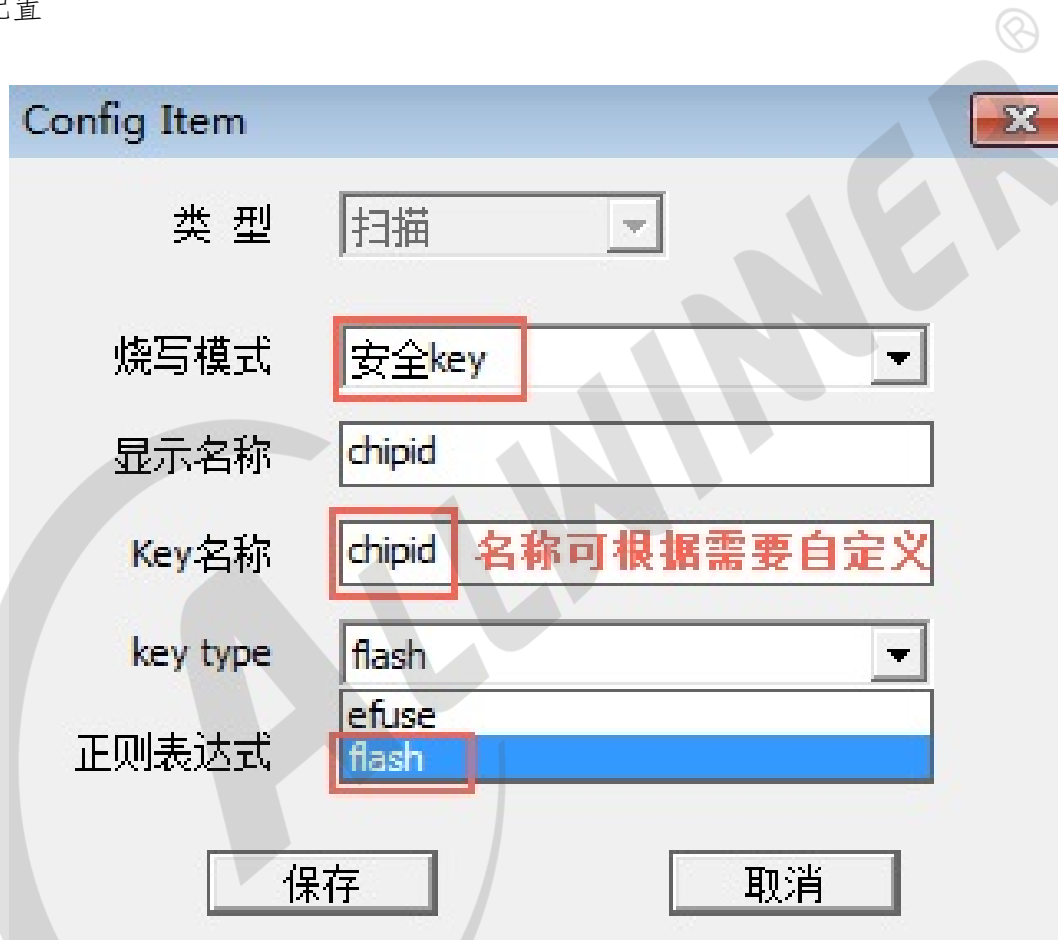 置
Config Item
类 型 扫描
烧写模式 安全key
显示名称 chipid
Key名称 chipid 名称可根据需要自定义
key type flash
efuse
正则表达式 flash
保存 取消
ALLWINNER ®